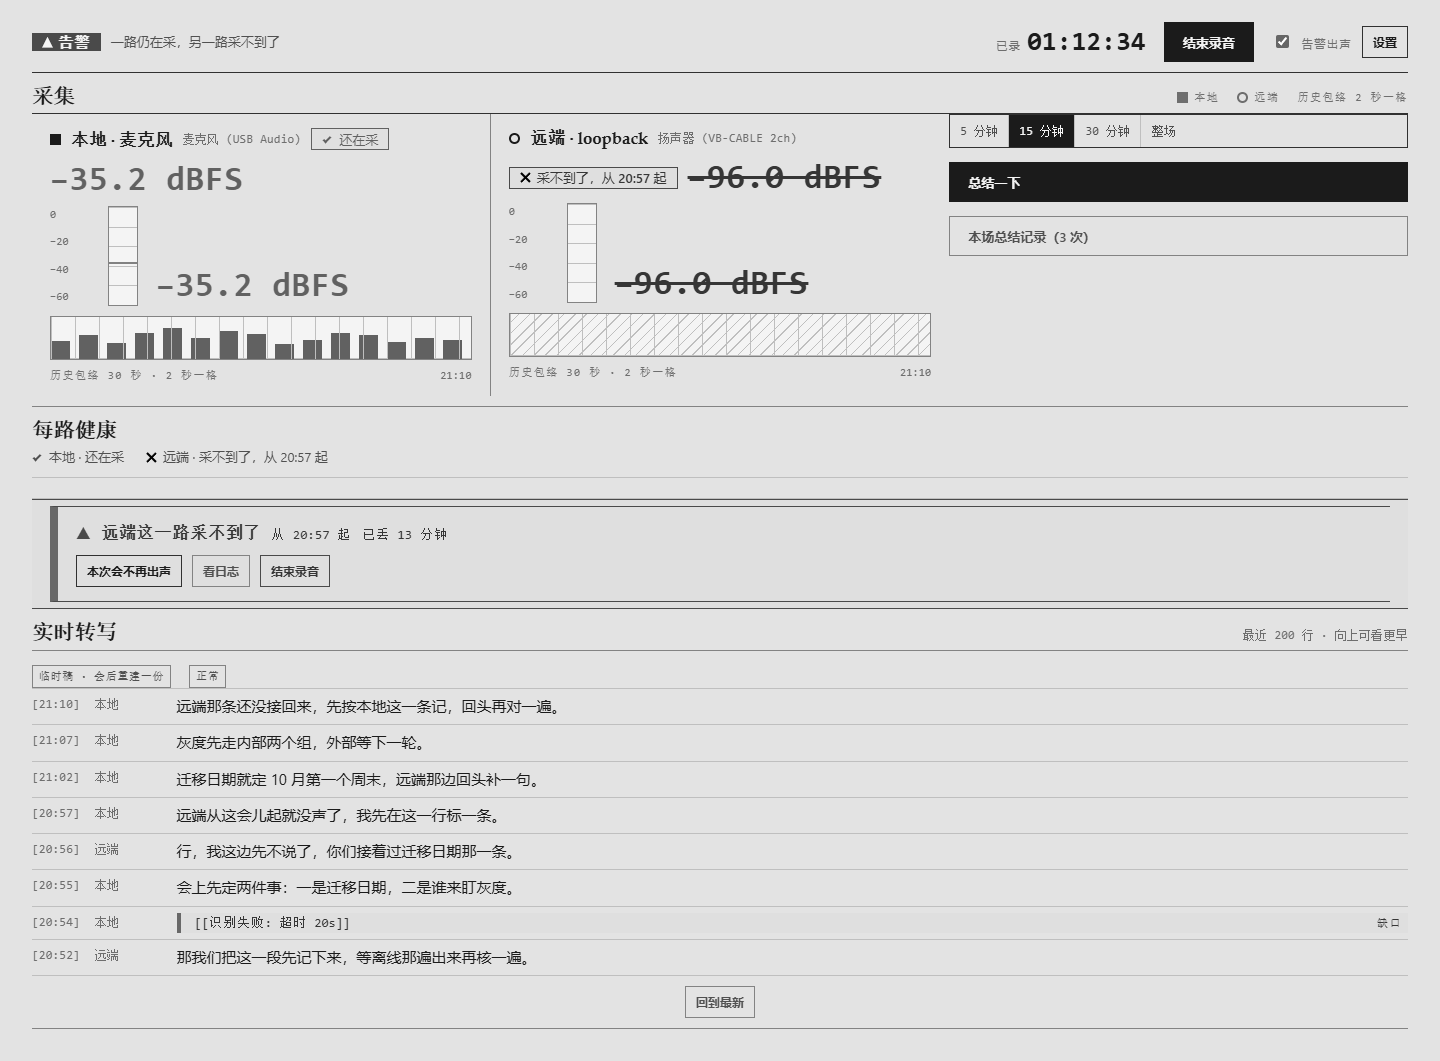 ▲ 告警 一路仍在采，另一路采不到了 已录 01:12:34 结束录音 告警出声 设置
采集 本地 远端 历史包络 2 秒一格
本地 · 麦克风 麦克风 (USB Audio) ✓ 还在采
−35.2 dBFS
0
−20
−40
−60
−35.2 dBFS
历史包络 30 秒 · 2 秒一格 21:10
远端 · loopback 扬声器 (VB-CABLE 2ch)
✕ 采不到了，从 20:57 起 −96.0 dBFS
0
−20
−40
−60
−96.0 dBFS
历史包络 30 秒 · 2 秒一格 21:10
5 分钟 15 分钟 30 分钟 整场
总结一下
本场总结记录（3 次）
每路健康
✓ 本地 · 还在采 ✕ 远端 · 采不到了，从 20:57 起
▲ 远端这一路采不到了 从 20:57 起 已丢 13 分钟
本次会不再出声 看日志 结束录音
实时转写 最近 200 行 · 向上可看更早
临时稿 · 会后重建一份 正常
[21:10] 本地 远端那条还没接回来，先按本地这一条记，回头再对一遍。
[21:07] 本地 灰度先走内部两个组，外部等下一轮。
[21:02] 本地 迁移日期就定 10 月第一个周末，远端那边回头补一句。
[20:57] 本地 远端从这会儿起就没声了，我先在这一行标一条。
[20:56] 远端 行，我这边先不说了，你们接着过迁移日期那一条。
[20:55] 本地 会上先定两件事：一是迁移日期，二是谁来盯灰度。
[20:54] 本地 [[识别失败: 超时 20s]] 缺口
[20:52] 远端 那我们把这一段先记下来，等离线那遍出来再核一遍。
回到最新